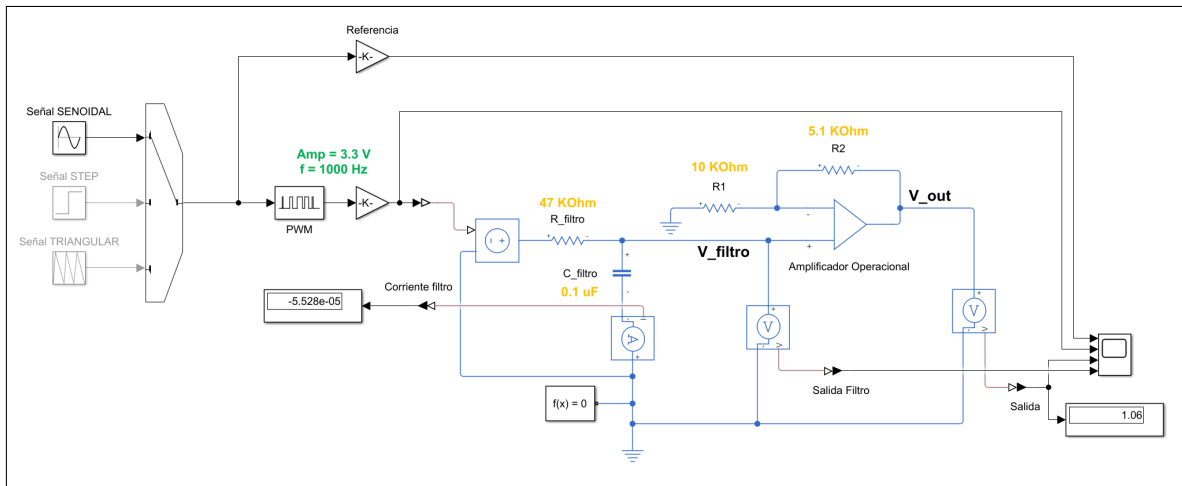 Referencia
-K-
Señal SENOIDAL
Señal STEP
Señal TRIANGULAR
Amp = 3.3 V
f = 1000 Hz
PWM
-K-
47 KOhm
R_filtro
+ -
- +
C_filtro
0.1 uF
+
-
Corriente filtro
-5.528e-05
I
A
- 
+
f(x) = 0
10 KOhm
R1
+ -
5.1 KOhm
R2
+ -
-
+
V_out
V_filtro
Amplificador Operacional
+
V
-
V
+
V
-
V
Salida Filtro
Salida
1.06